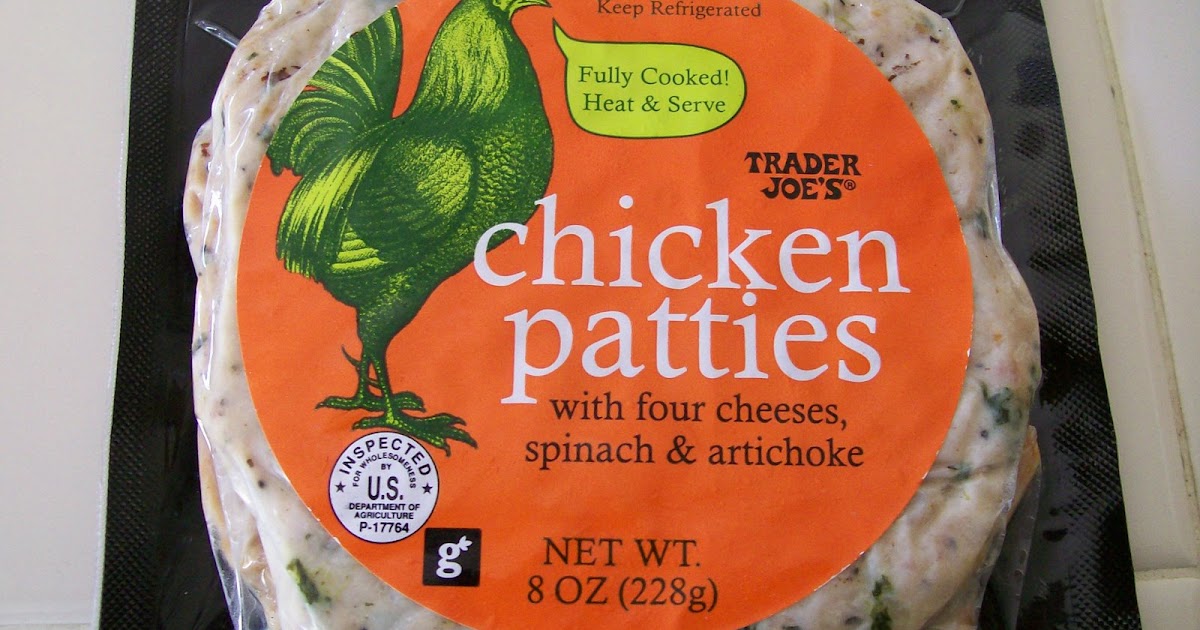 Keep Refrigerated
Fully Cooked!
Heat & Serve
TRADER
JOE'S®
chicken
patties
with four cheeses,
spinach & artichoke
INSPECTED
FOR WHOLESOMENESS
BY
U.S.
DEPARTMENT OF
AGRICULTURE
P-17764
g
NET WT.
8 OZ (228g)